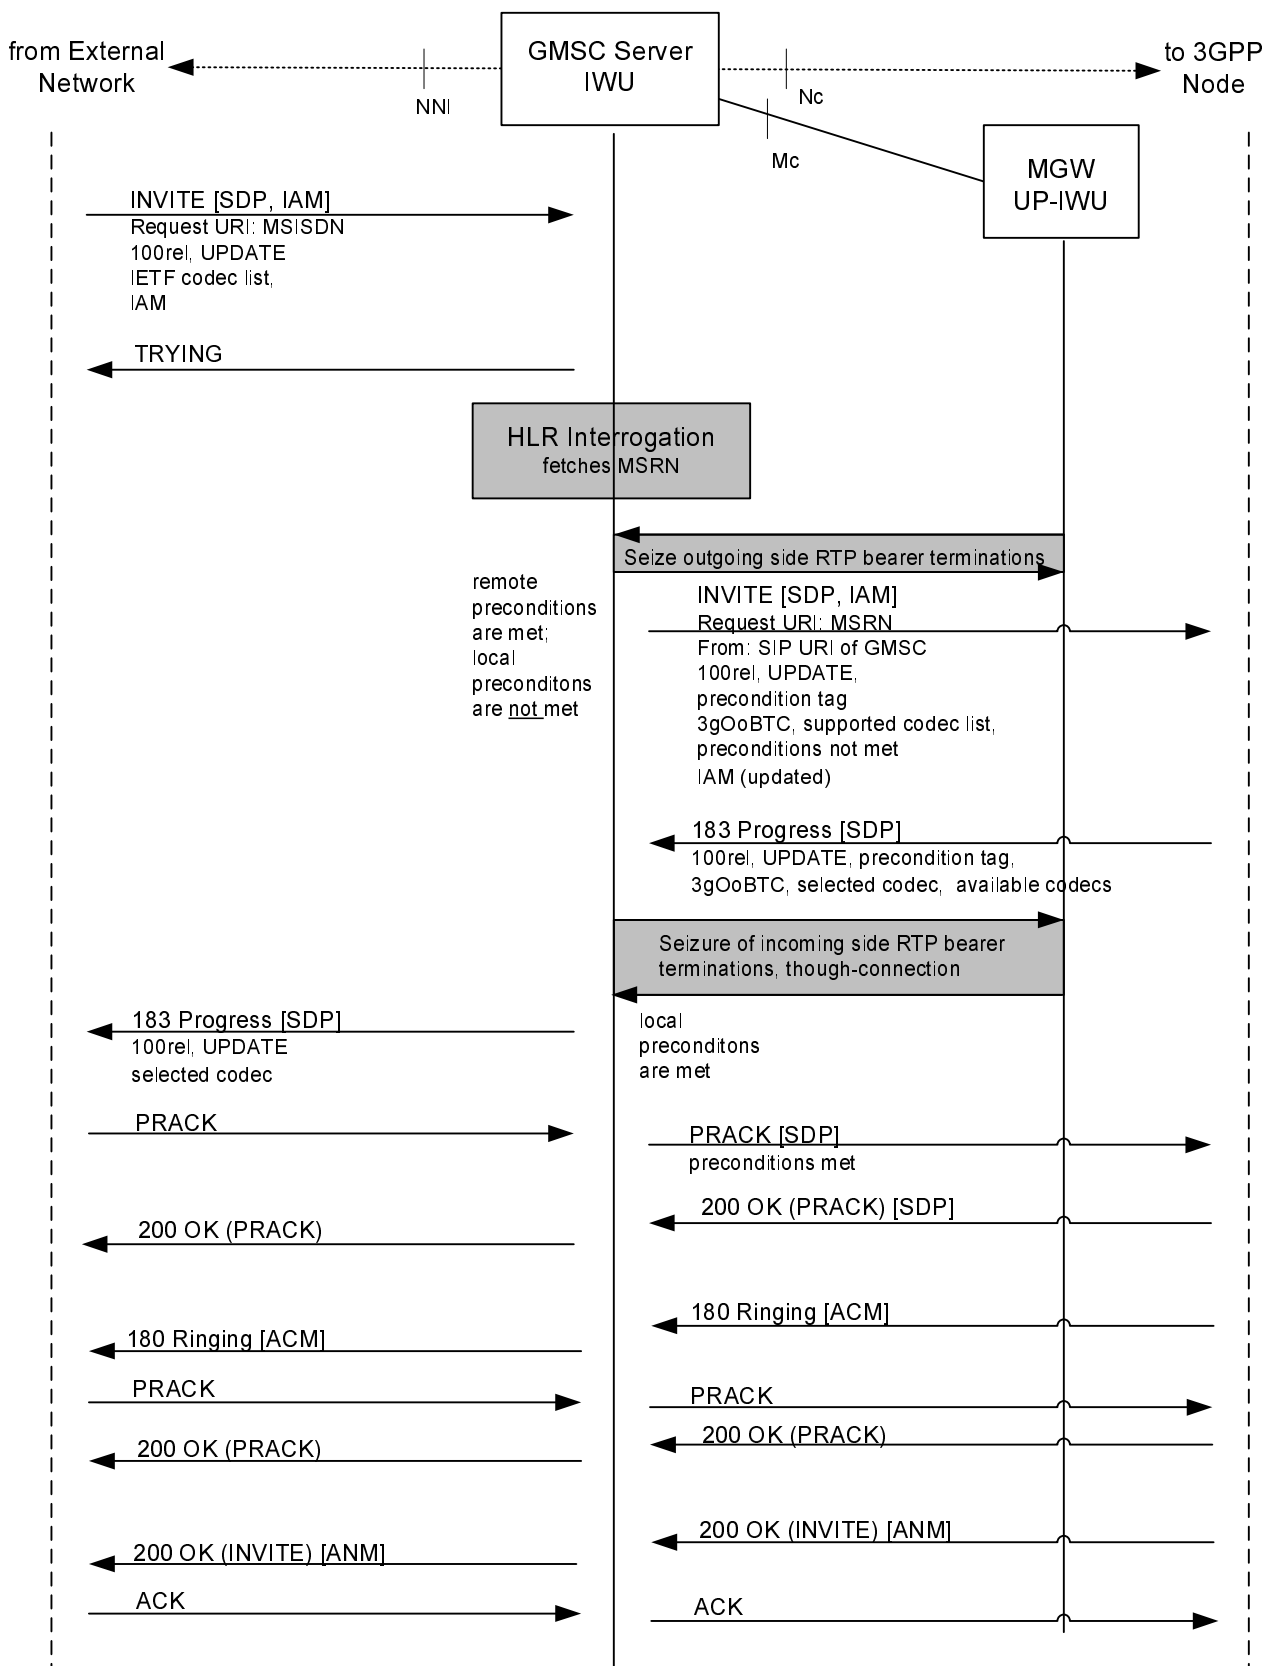 from External
Network
GMSC Server
IWU
to 3GPP
Node
NNI
Nc
Mc
MGW
UP-IWU
INVITE [SDP, IAM]
Request URI: MSISDN
100rel, UPDATE
IETF codec list,
IAM
TRYING
HLR Interrogation
fetches MSRN
Seize outgoing side RTP bearer terminations
remote
preconditions
are met;
local
preconditons
are not met
INVITE [SDP, IAM]
Request URI: MSRN
From: SIP URI of GMSC
100rel, UPDATE,
precondition tag
3gOoBTC, supported codec list,
preconditions not met
IAM (updated)
183 Progress [SDP]
100rel, UPDATE, precondition tag,
3gOoBTC, selected codec, available codecs
Seizure of incoming side RTP bearer
terminations, though-connection
183 Progress [SDP]
100rel, UPDATE
selected codec
local
preconditons
are met
PRACK
PRACK [SDP]
preconditions met
200 OK (PRACK) [SDP]
200 OK (PRACK)
180 Ringing [ACM]
180 Ringing [ACM]
PRACK
PRACK
200 OK (PRACK)
200 OK (PRACK)
200 OK (INVITE) [ANM]
200 OK (INVITE) [ANM]
ACK
ACK